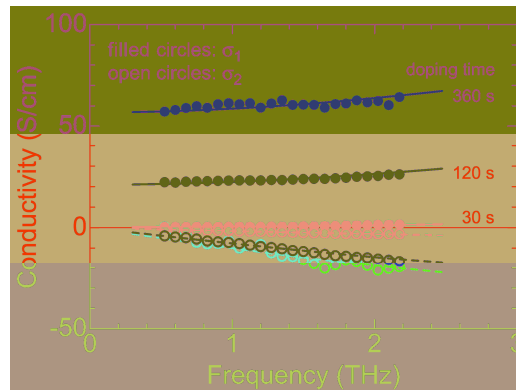 100
filled circles: σ1
open circles: σ2
doping time
360 s
50
Conductivity (S/cm)
120 s
30 s
0
-50
0
1
2
3
Frequency (THz)